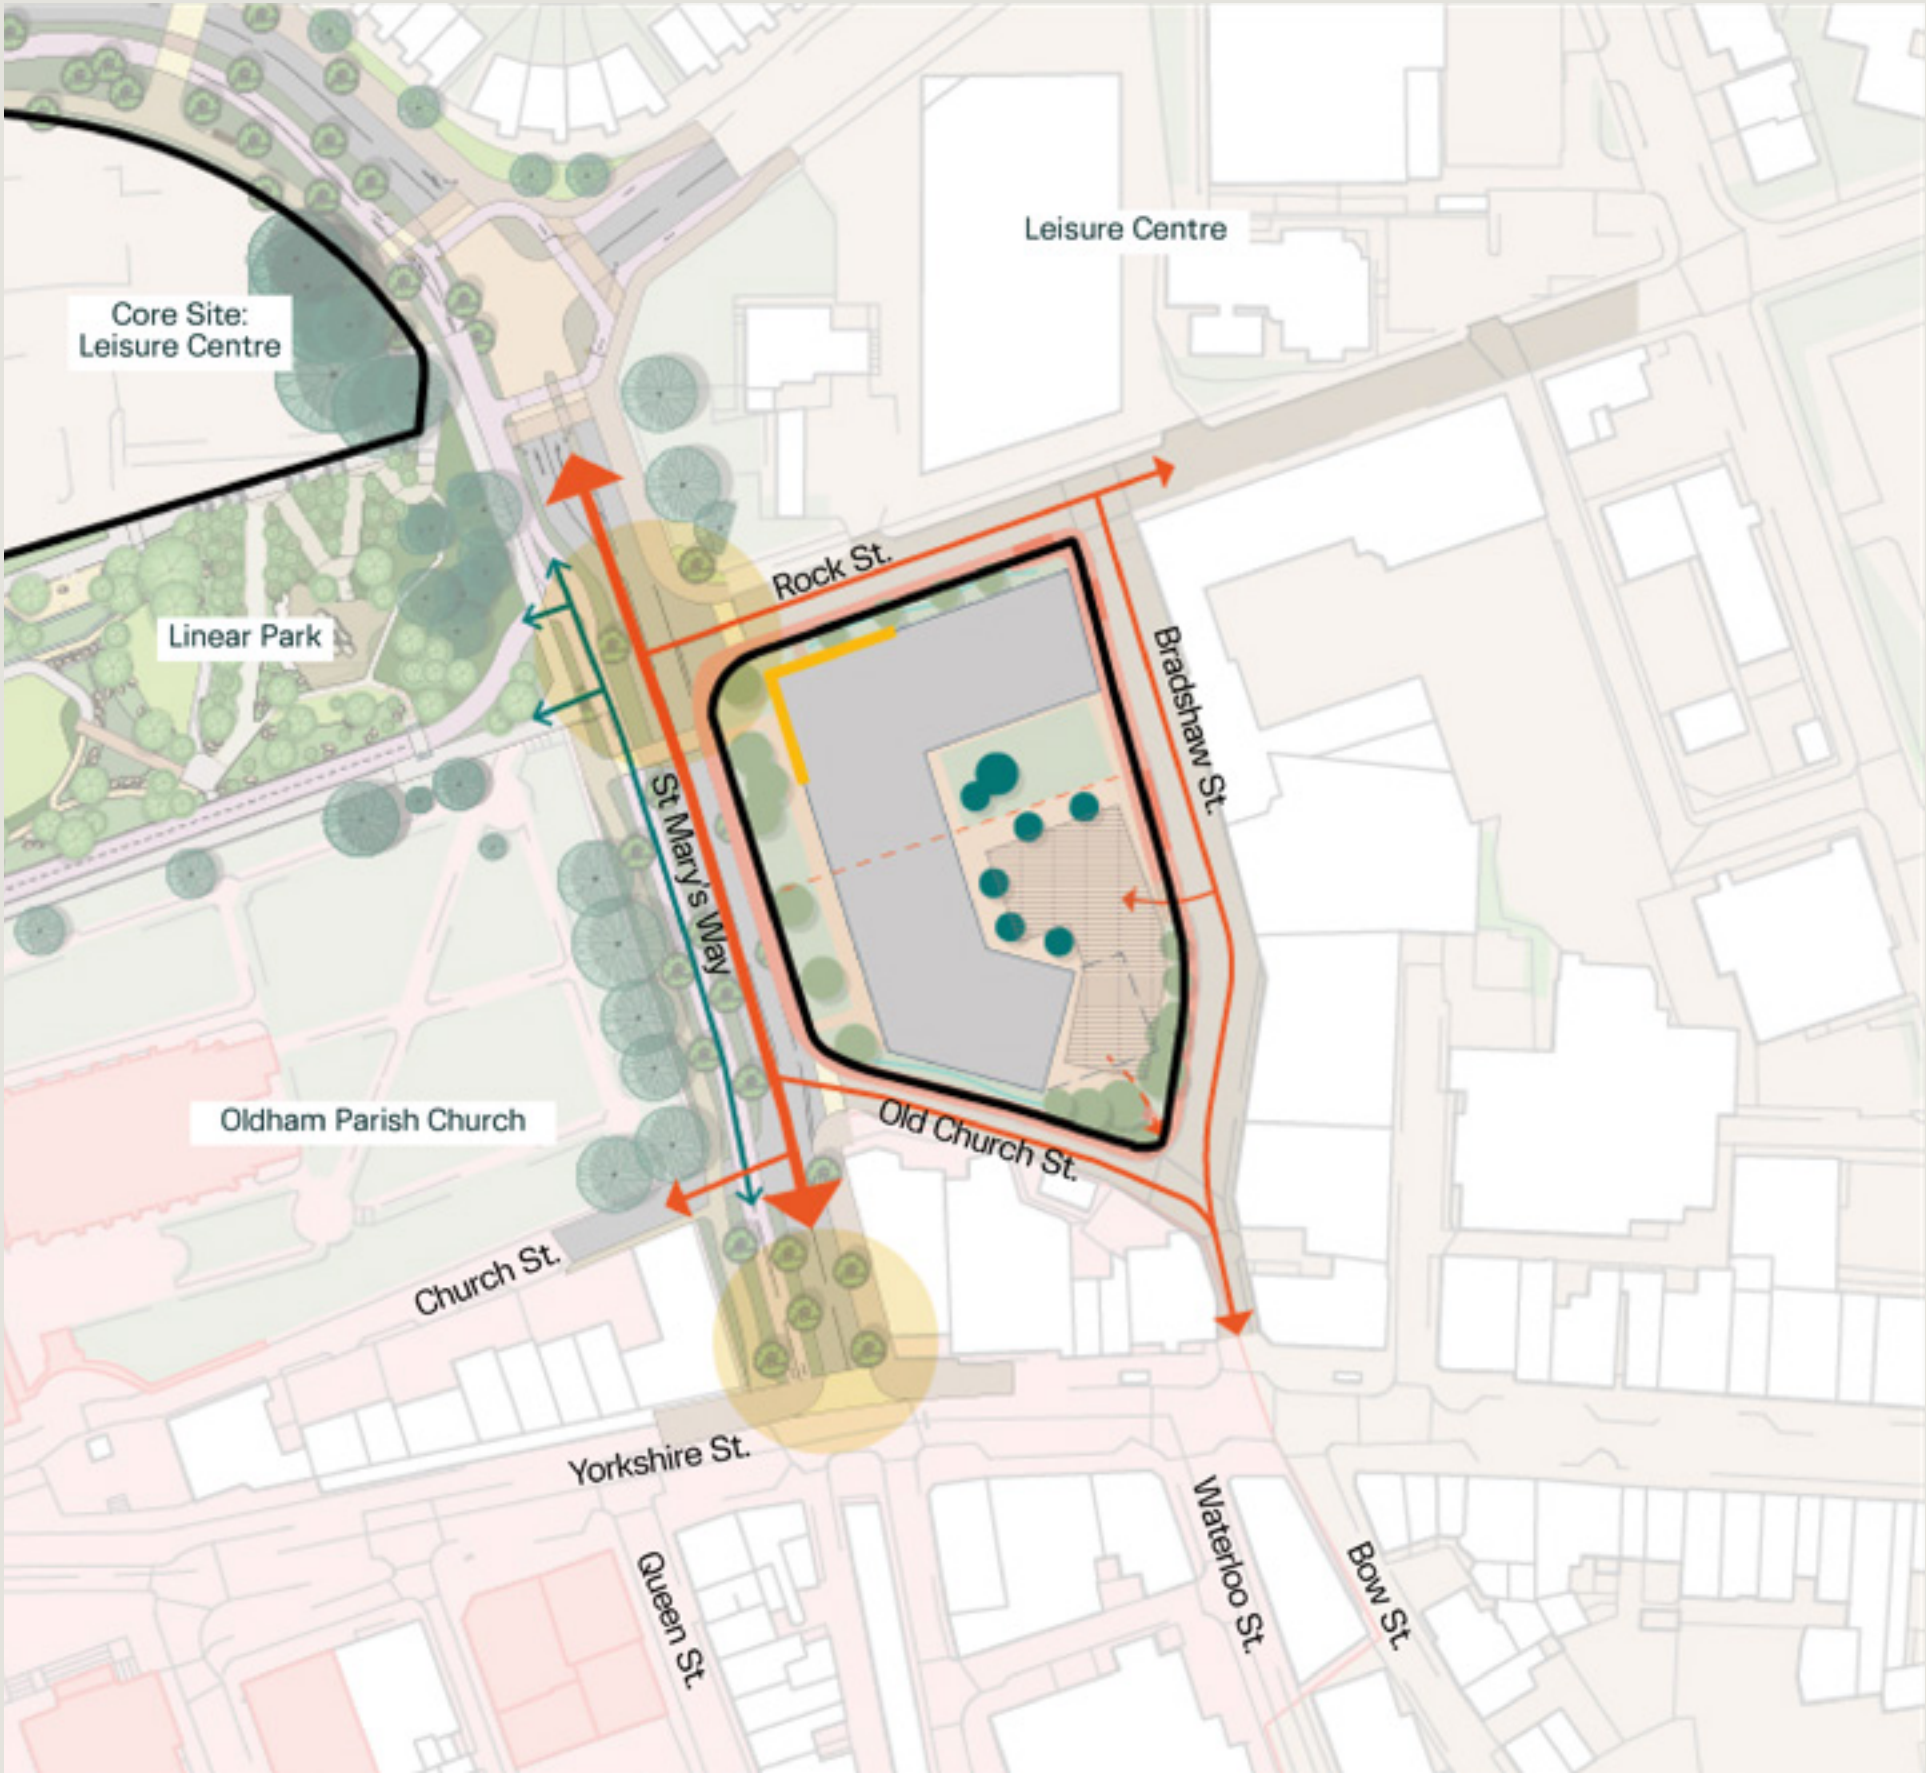 Leisure Centre
Core Site:
Leisure Centre
Rock St.
Linear Park
Bradshaw St.
St Mary's Way
Oldham Parish Church
Old Church St.
Church St.
Yorkshire St.
Queen St.
Waterloo St.
Bow St.